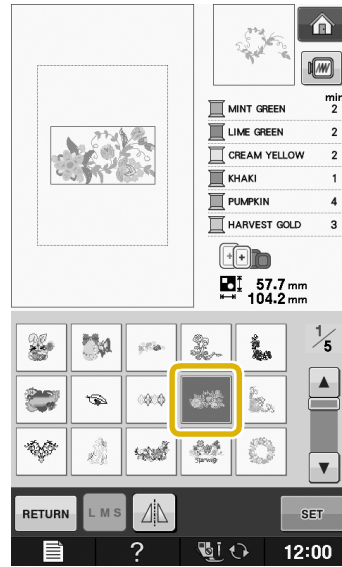 min
MINT GREEN 2
LIME GREEN 2
CREAM YELLOW 2
KHAKI 1
PUMPKIN 4
HARVEST GOLD 3
57.7 mm
104.2 mm
1/5
Spring
RETURN L M S SET
? 12:00